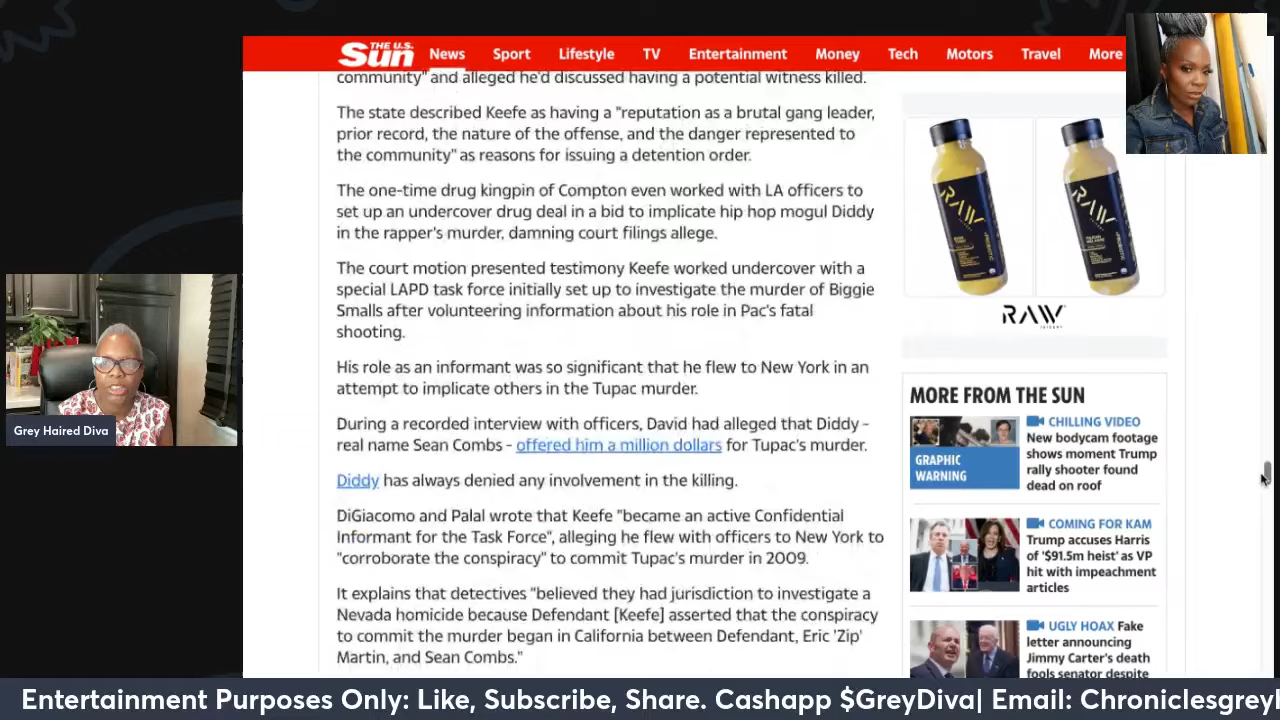 THE U.S.
Sun
News Sport Lifestyle TV Entertainment Money Tech Motors Travel More
community" and alleged he'd discussed having a potential witness killed.
The state described Keefe as having a "reputation as a brutal gang leader,
prior record, the nature of the offense, and the danger represented to
the community" as reasons for issuing a detention order.
The one-time drug kingpin of Compton even worked with LA officers to
set up an undercover drug deal in a bid to implicate hip hop mogul Diddy
in the rapper's murder, damning court filings allege.
The court motion presented testimony Keefe worked undercover with a
special LAPD task force initially set up to investigate the murder of Biggie
Smalls after volunteering information about his role in Pac's fatal
shooting.
His role as an informant was so significant that he flew to New York in an
attempt to implicate others in the Tupac murder.
During a recorded interview with officers, David had alleged that Diddy -
real name Sean Combs - offered him a million dollars for Tupac's murder.
Diddy has always denied any involvement in the killing.
DiGiacomo and Palal wrote that Keefe "became an active Confidential
Informant for the Task Force", alleging he flew with officers to New York to
"corroborate the conspiracy" to commit Tupac's murder in 2009.
It explains that detectives "believed they had jurisdiction to investigate a
Nevada homicide because Defendant [Keefe] asserted that the conspiracy
to commit the murder began in California between Defendant, Eric 'Zip'
Martin, and Sean Combs."
RAW
RAW
RAW
MORE FROM THE SUN
GRAPHIC
WARNING
CHILLING VIDEO
New bodycam footage
shows moment Trump
rally shooter found
dead on roof
COMING FOR KAM
Trump accuses Harris
of '$91.5m heist' as VP
hit with impeachment
articles
UGLY HOAX Fake
letter announcing
Jimmy Carter's death
fools senator despite
Grey Haired Diva
Entertainment Purposes Only: Like, Subscribe, Share. Cashapp $GreyDiva| Email: Chroniclesgrey